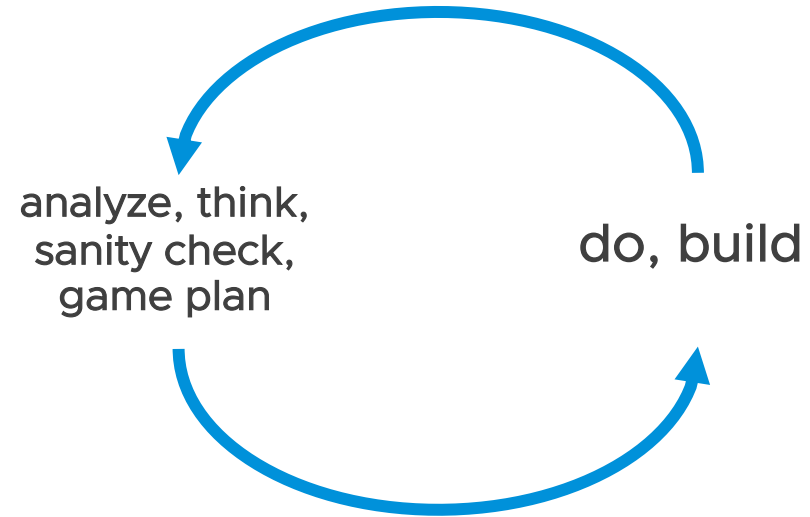 analyze, think,
sanity check,
game plan
do, build